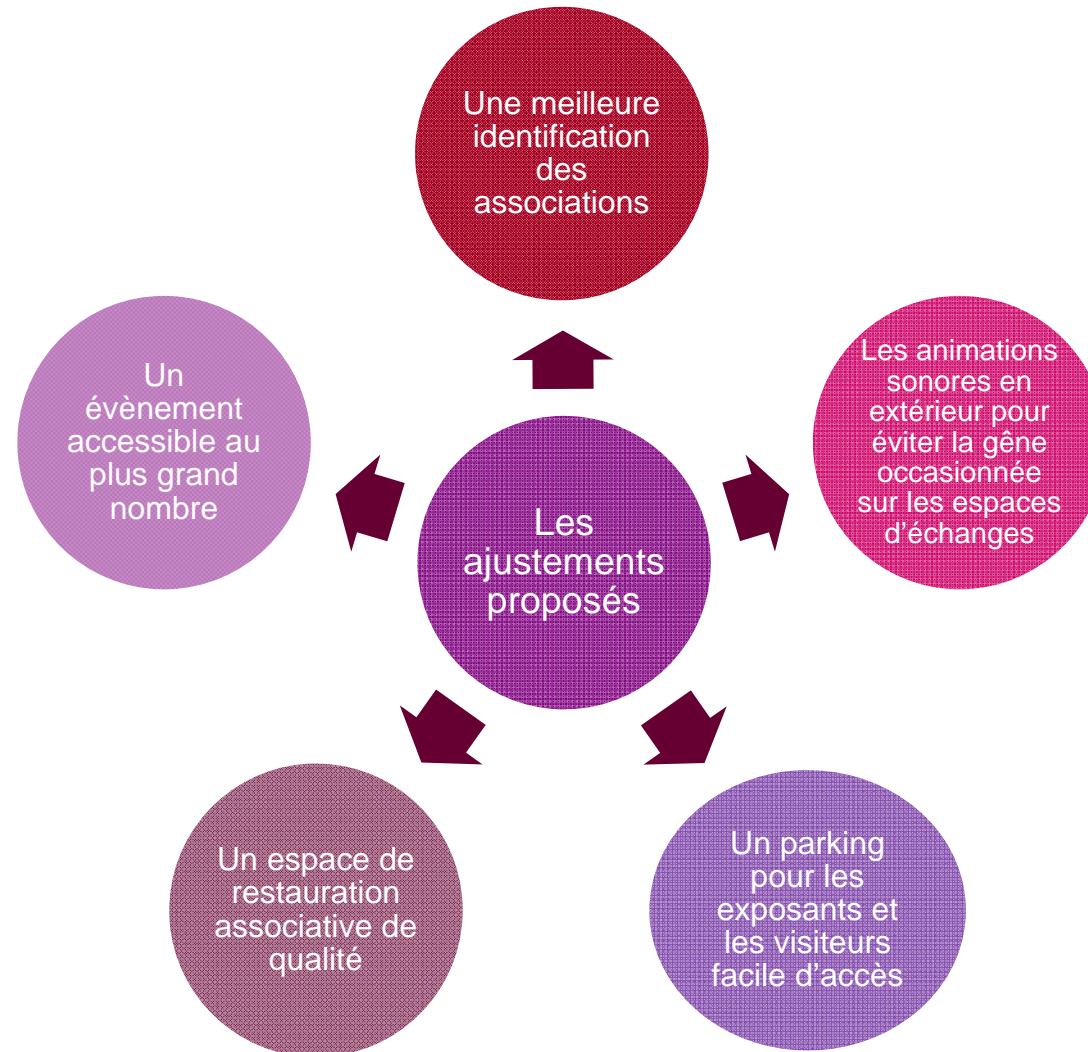 Une meilleure
identification
des
associations
Les animations
sonores en
extérieur pour
éviter la gêne
occasionnée
sur les espaces
d'échanges
Un parking
pour les
exposants et
les visiteurs
facile d'accès
Un espace de
restauration
associative de
qualité
Un
évènement
accessible au
plus grand
nombre
Les
ajustements
proposés